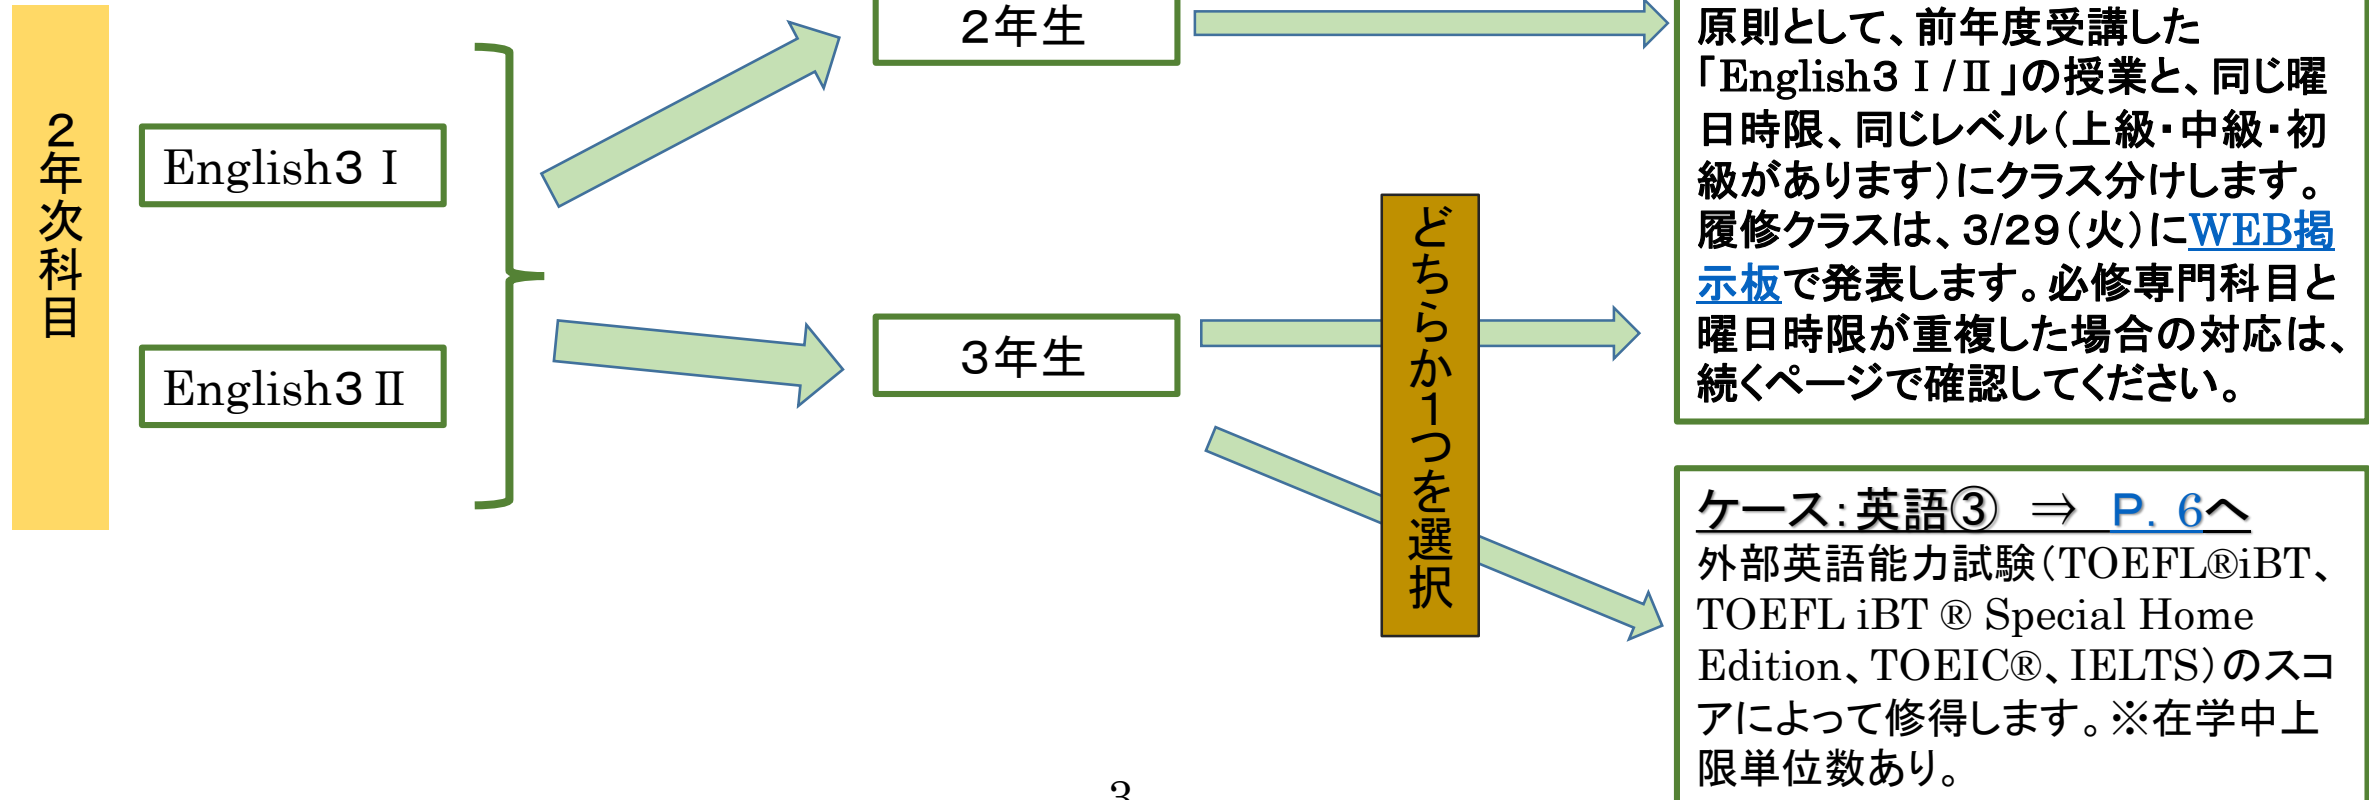 2年次科目
English3 Ⅰ
English3 Ⅱ
2年生
3年生
どちらか1つを選択
原則として、前年度受講した
「English3 Ⅰ/Ⅱ」の授業と、同じ曜
日時限、同じレベル(上級・中級・初
級があります)にクラス分けします。
履修クラスは、3/29(火)にWEB掲
示板で発表します。必修専門科目と
曜日時限が重複した場合の対応は、
続くページで確認してください。
ケース:英語③ ⇒ P. 6へ
外部英語能力試験(TOEFL®iBT、
TOEFL iBT ® Special Home
Edition、TOEIC®、IELTS)のスコ
アによって修得します。※在学中上
限単位数あり。
3